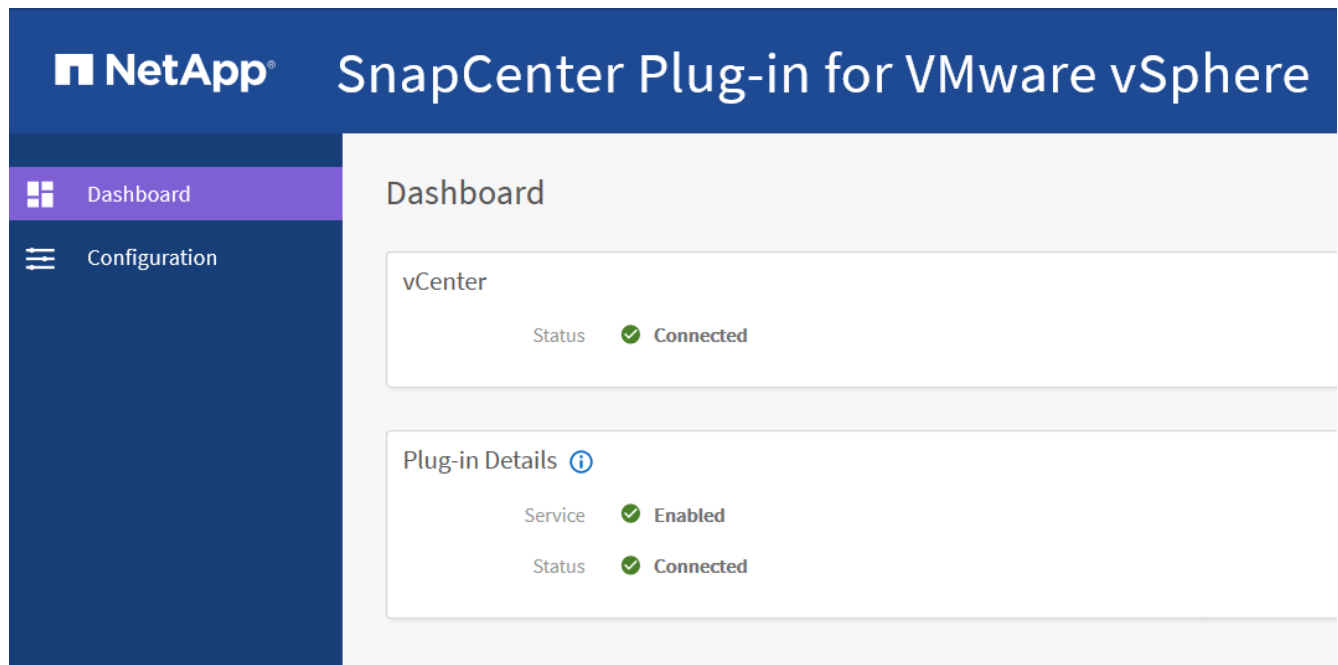 NetApp® SnapCenter Plug-in for VMware vSphere
Dashboard
Configuration
Dashboard
vCenter
Status Connected
Plug-in Details
Service Enabled
Status Connected